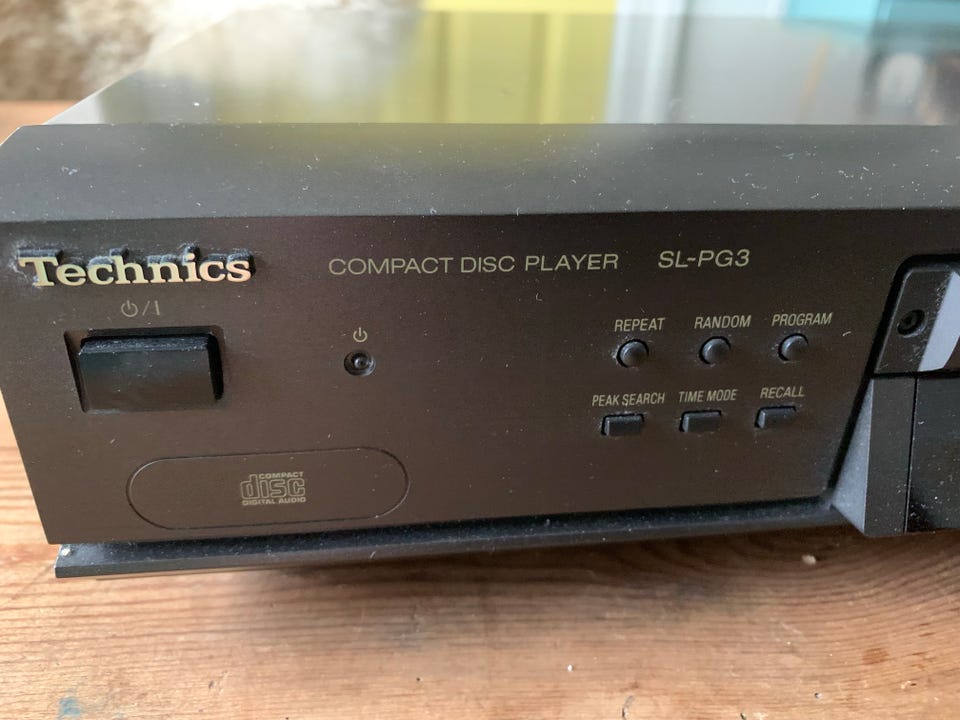 Technics
COMPACT DISC PLAYER SL-PG3
⏻/I
⏻
REPEAT RANDOM PROGRAM
PEAK SEARCH TIME MODE RECALL
COMPACT
disc
DIGITAL AUDIO